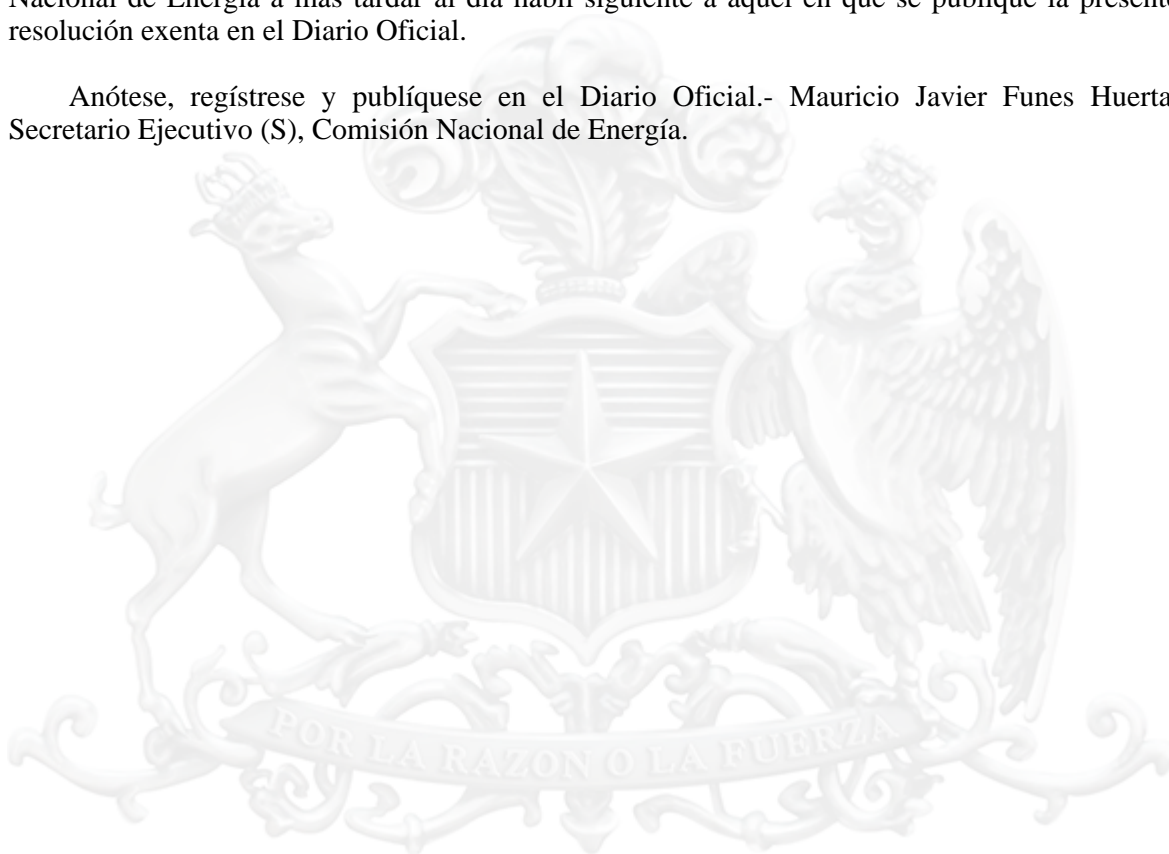 Nacional de Energía a más tardar al día hábil siguiente a aquel en que se publique la presente
resolución exenta en el Diario Oficial.
Anótese, regístrese y publíquese en el Diario Oficial.- Mauricio Javier Funes Huerta
Secretario Ejecutivo (S), Comisión Nacional de Energía.
POR LA RAZON O LA FUERZA